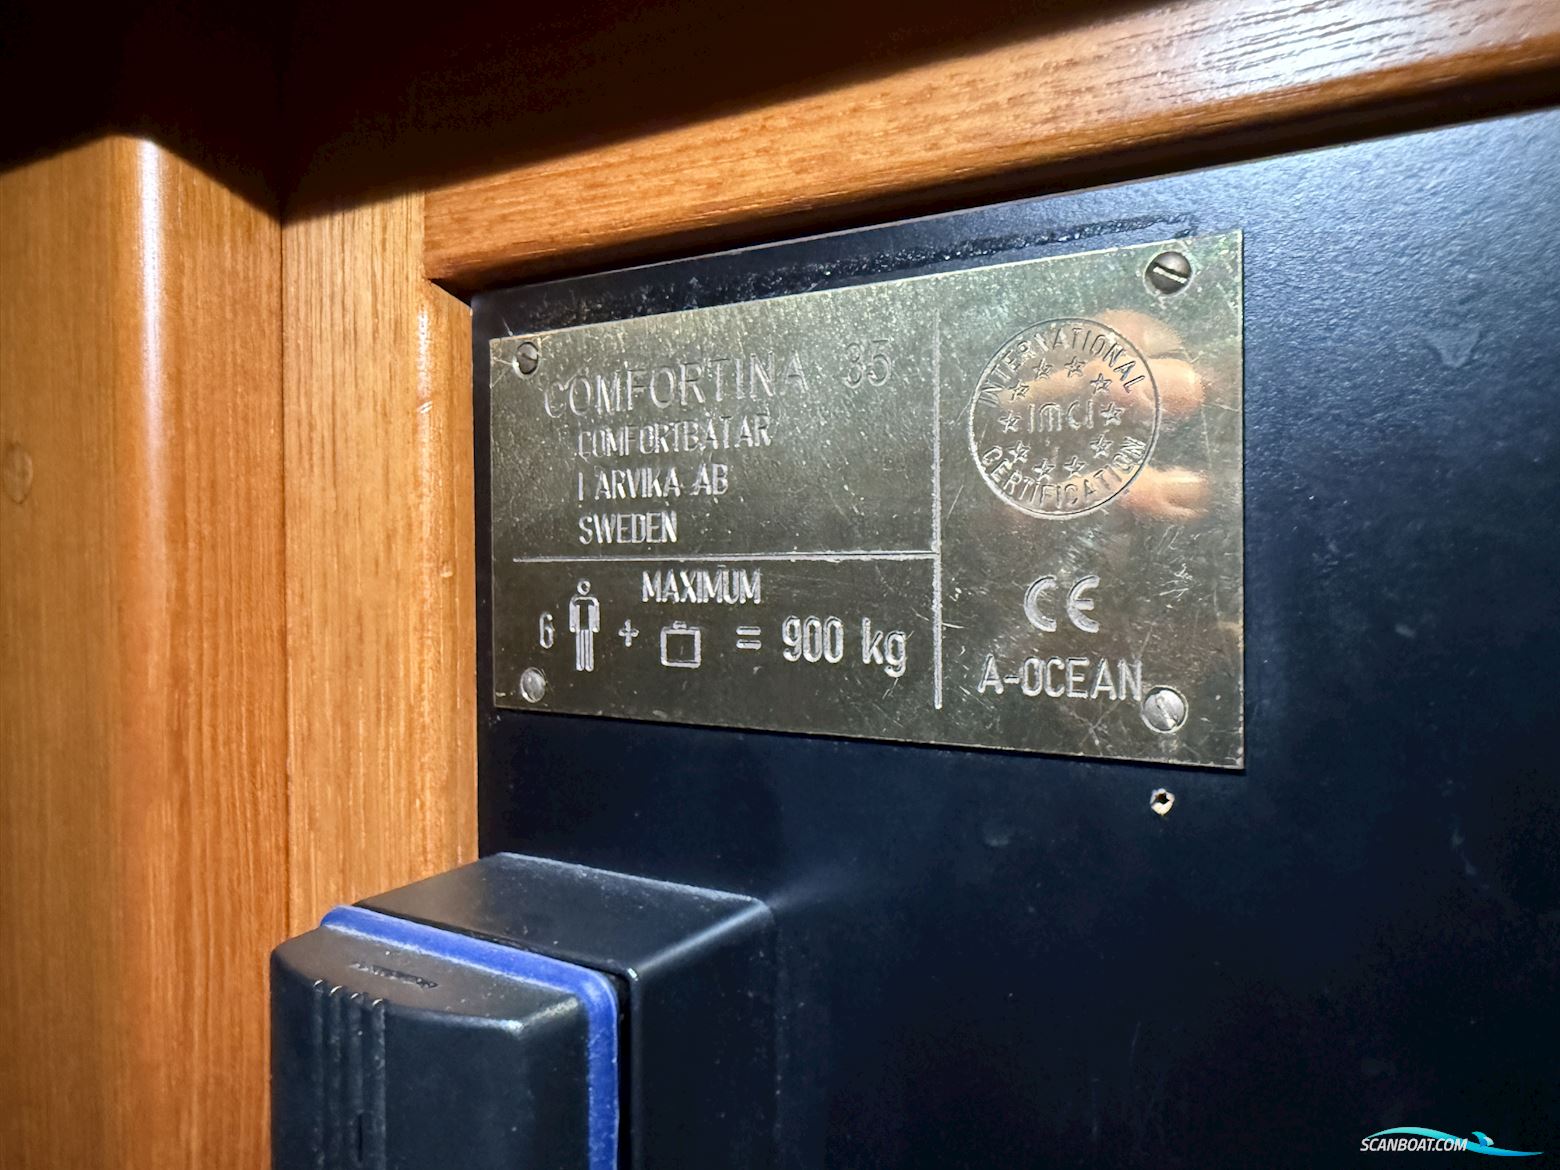 COMFORTINA 35
COMFORTBÅTAR
I ARVIKA AB
SWEDEN
MAXIMUM
6 + = 900 kg
INTERNATIONAL
imci
CERTIFICATION
CE
A-OCEAN
SCANBOAT.COM